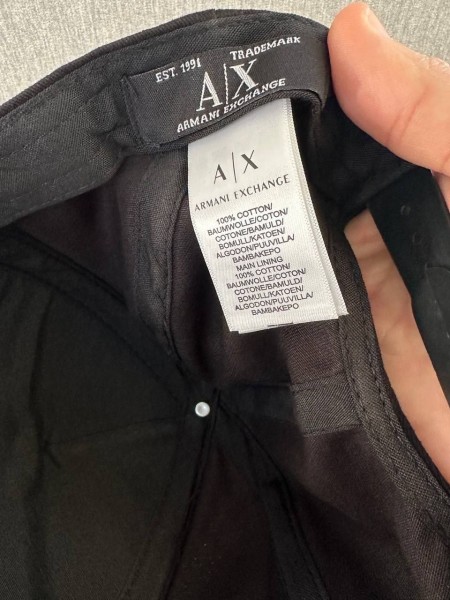 EST. 1991 TRADEMARK
A|X
ARMANI EXCHANGE
A|X
ARMANI EXCHANGE
100% COTTON/
BAUMWOLLE/COTON/
COTONE/BAMULD/
BOMULL/KATOEN/
ALGODON/PUUVILLA/
BAMBAKEPO
MAIN LINING
100% COTTON/
BAUMWOLLE/COTON/
COTONE/BAMULD/
BOMULL/KATOEN/
ALGODON/PUUVILLA/
BAMBAKEPO